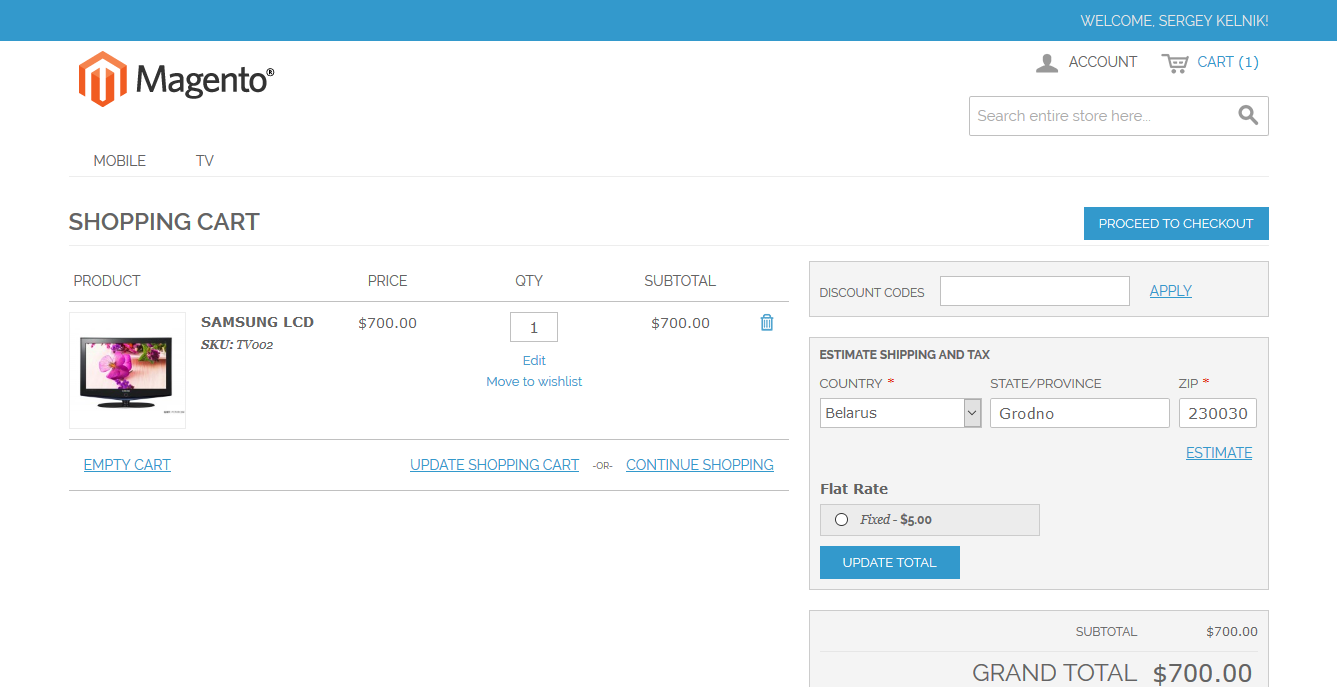 WELCOME, SERGEY KELNIK!
Magento®
ACCOUNT CART (1)
Search entire store here...
MOBILE TV
SHOPPING CART
PROCEED TO CHECKOUT
PRODUCT PRICE QTY SUBTOTAL
SAMSUNG LCD $700.00 1 $700.00
SKU: TV002
Edit
Move to wishlist
EMPTY CART UPDATE SHOPPING CART -OR- CONTINUE SHOPPING
DISCOUNT CODES APPLY
ESTIMATE SHIPPING AND TAX
COUNTRY * STATE/PROVINCE ZIP *
Belarus Grodno 230030
ESTIMATE
Flat Rate
Fixed - $5.00
UPDATE TOTAL
SUBTOTAL $700.00
GRAND TOTAL $700.00